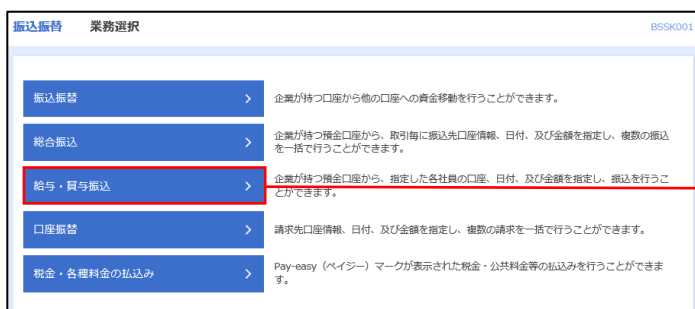 振込振替 業務選択 BSSK001
振込振替
企業が持つ口座から他の口座への資金移動を行うことができます。
総合振込
企業が持つ預金口座から、取引毎に振込先口座情報、日付、及び金額を指定し、複数の振込
を一括で行うことができます。
給与・賞与振込
企業が持つ預金口座から、指定した各社員の口座、日付、及び金額を指定し、振込を行うこ
とができます。
口座振替
請求先口座情報、日付、及び金額を指定し、複数の請求を一括で行うことができます。
税金・各種料金の払込み
Pay-easy（ペイジー）マークが表示された税金・公共料金等の払込みを行うことができま
す。